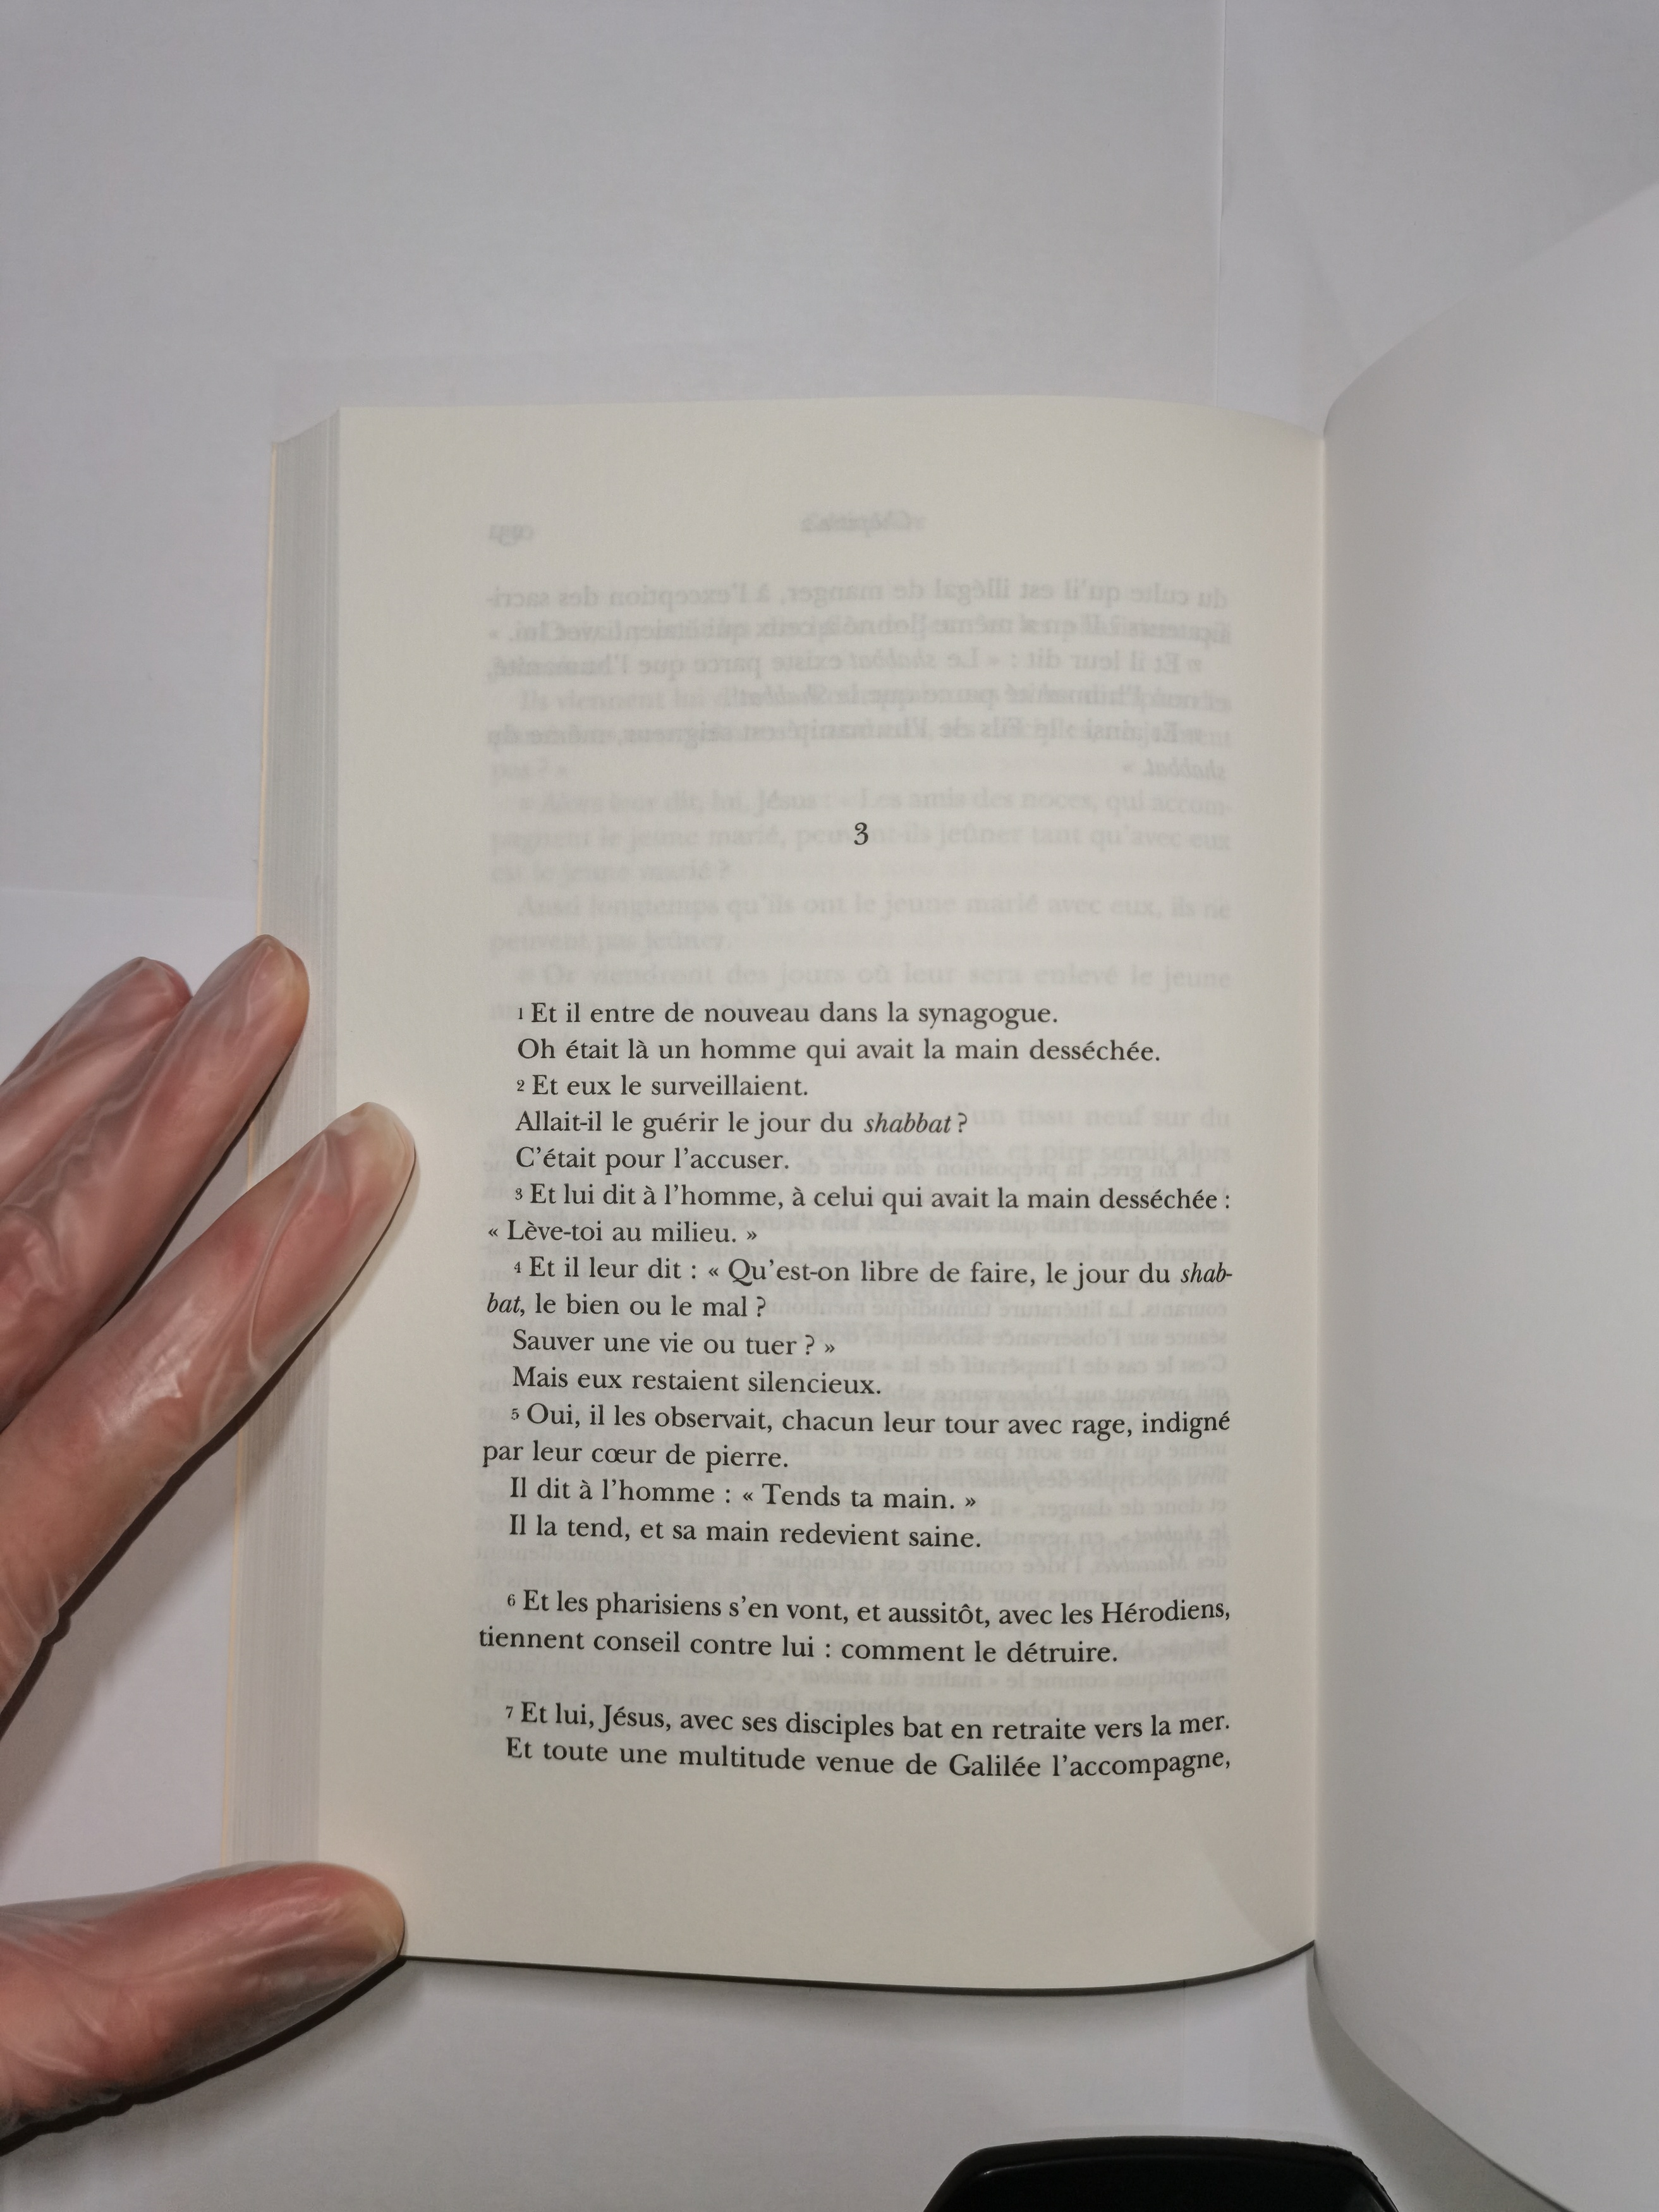 3
1 Et il entre de nouveau dans la synagogue.
Oh était là un homme qui avait la main desséchée.
2 Et eux le surveillaient.
Allait-il le guérir le jour du shabbat ?
C'était pour l'accuser.
3 Et lui dit à l'homme, à celui qui avait la main desséchée :
« Lève-toi au milieu. »
4 Et il leur dit : « Qu'est-on libre de faire, le jour du shab-
bat, le bien ou le mal ?
Sauver une vie ou tuer ? »
Mais eux restaient silencieux.
5 Oui, il les observait, chacun leur tour avec rage, indigné
par leur cœur de pierre.
Il dit à l'homme : « Tends ta main. »
Il la tend, et sa main redevient saine.
6 Et les pharisiens s'en vont, et aussitôt, avec les Hérodiens,
tiennent conseil contre lui : comment le détruire.
7 Et lui, Jésus, avec ses disciples bat en retraite vers la mer.
Et toute une multitude venue de Galilée l'accompagne,